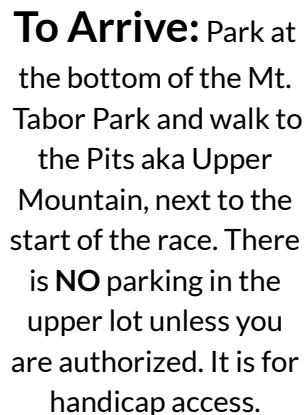 To Arrive: Park at
the bottom of the Mt.
Tabor Park and walk to
the Pits aka Upper
Mountain, next to the
start of the race. There
is NO parking in the
upper lot unless you
are authorized. It is for
handicap access.